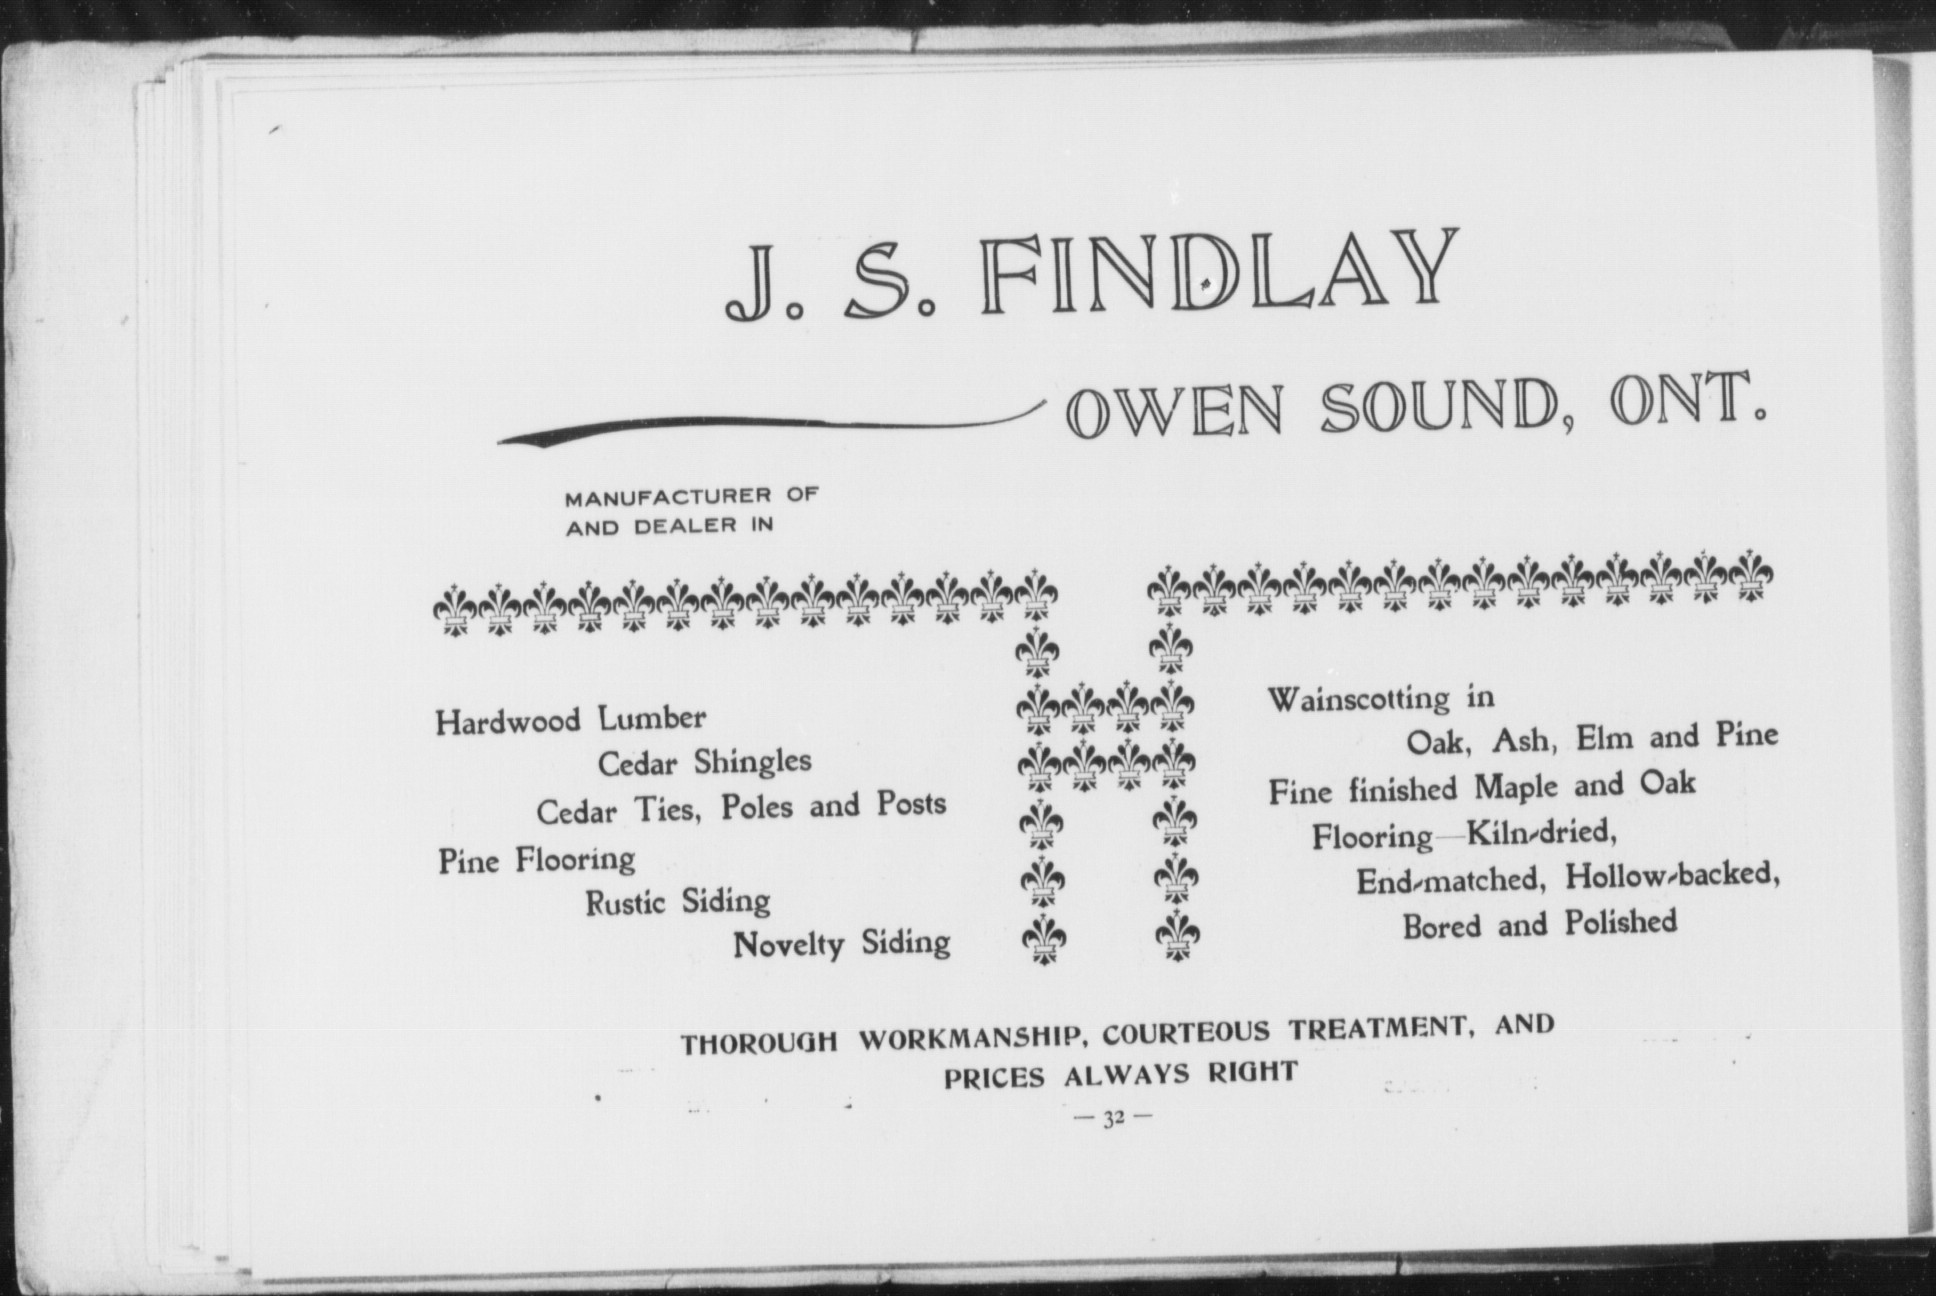 J. S. FINDLAY
OWEN SOUND, ONT.
MANUFACTURER OF
AND DEALER IN
Hardwood Lumber
Cedar Shingles
Cedar Ties, Poles and Posts
Pine Flooring
Rustic Siding
Novelty Siding
Wainscotting in
Oak, Ash, Elm and Pine
Fine finished Maple and Oak
Flooring—Kiln-dried,
End-matched, Hollow-backed,
Bored and Polished
THOROUGH WORKMANSHIP, COURTEOUS TREATMENT, AND
PRICES ALWAYS RIGHT
— 32 —